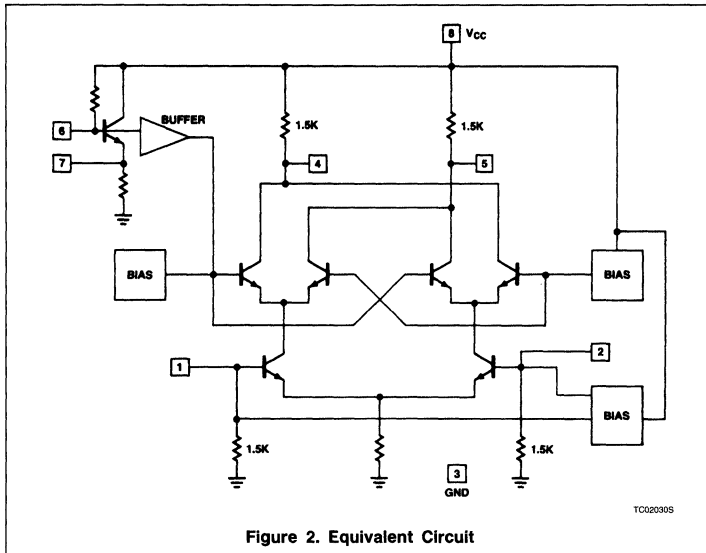 8 VCC
6
BUFFER
1.5K
1.5K
7
4
5
BIAS
BIAS
1
2
BIAS
1.5K
1.5K
3
GND
TC02030S
Figure 2. Equivalent Circuit